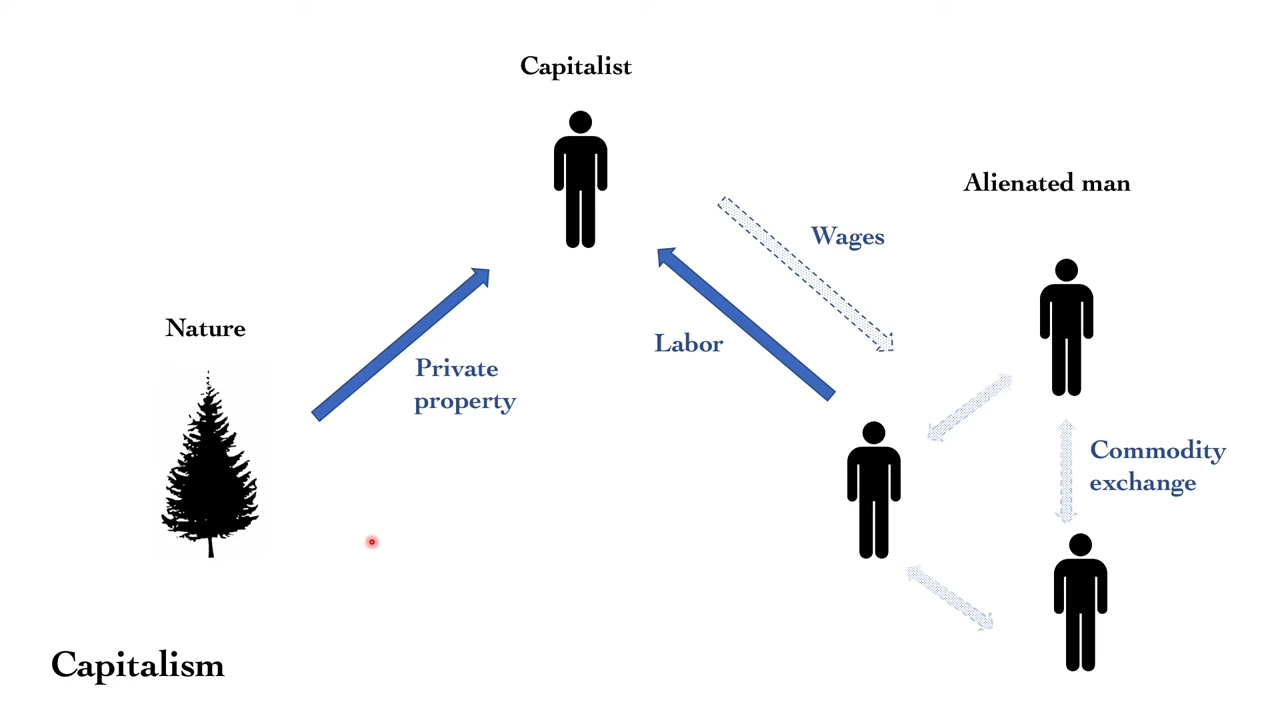 Capitalist
Alienated man
Wages
Nature
Labor
Private
property
Commodity
exchange
Capitalism